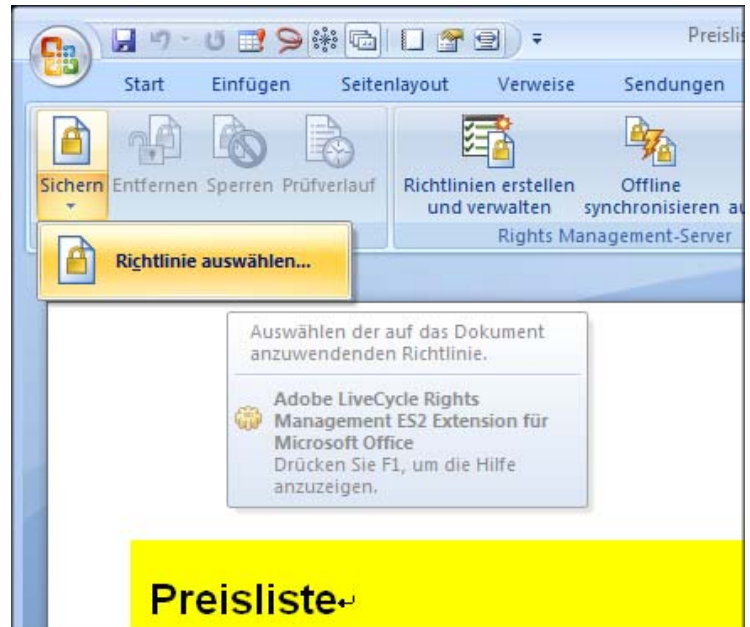 Preislis
Start Einfügen Seitenlayout Verweise Sendungen
Sichern Entfernen Sperren Prüfverlauf Richtlinien erstellen und verwalten Offline synchronisieren au
Rights Management-Server
Richtlinie auswählen...
Auswählen der auf das Dokument
anzuwendenden Richtlinie.
Adobe LiveCycle Rights
Management ES2 Extension für
Microsoft Office
Drücken Sie F1, um die Hilfe
anzuzeigen.
Preisliste↵